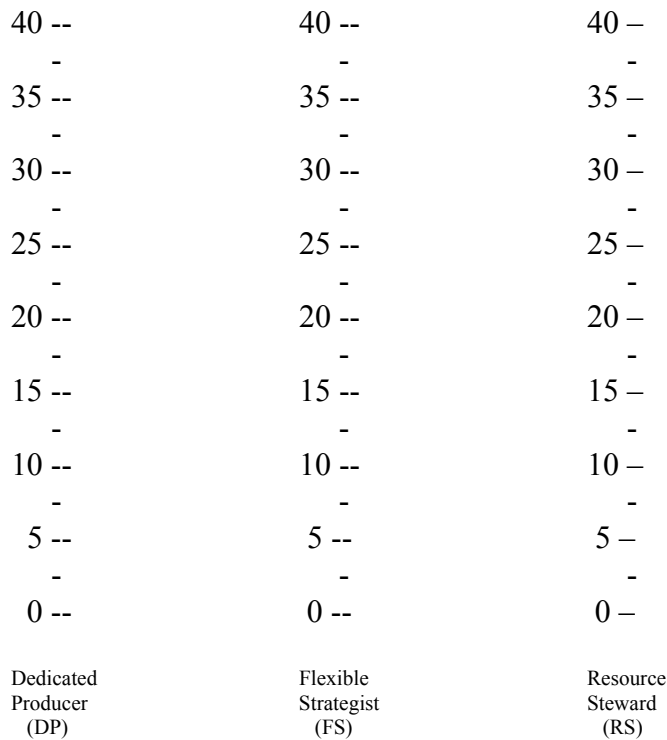 40 -- 40 -- 40 –
- - -
35 -- 35 -- 35 –
- - -
30 -- 30 -- 30 –
- - -
25 -- 25 -- 25 –
- - -
20 -- 20 -- 20 –
- - -
15 -- 15 -- 15 –
- - -
10 -- 10 -- 10 –
- - -
5 -- 5 -- 5 –
- - -
0 -- 0 -- 0 –
Dedicated Flexible Resource
Producer Strategist Steward
(DP) (FS) (RS)